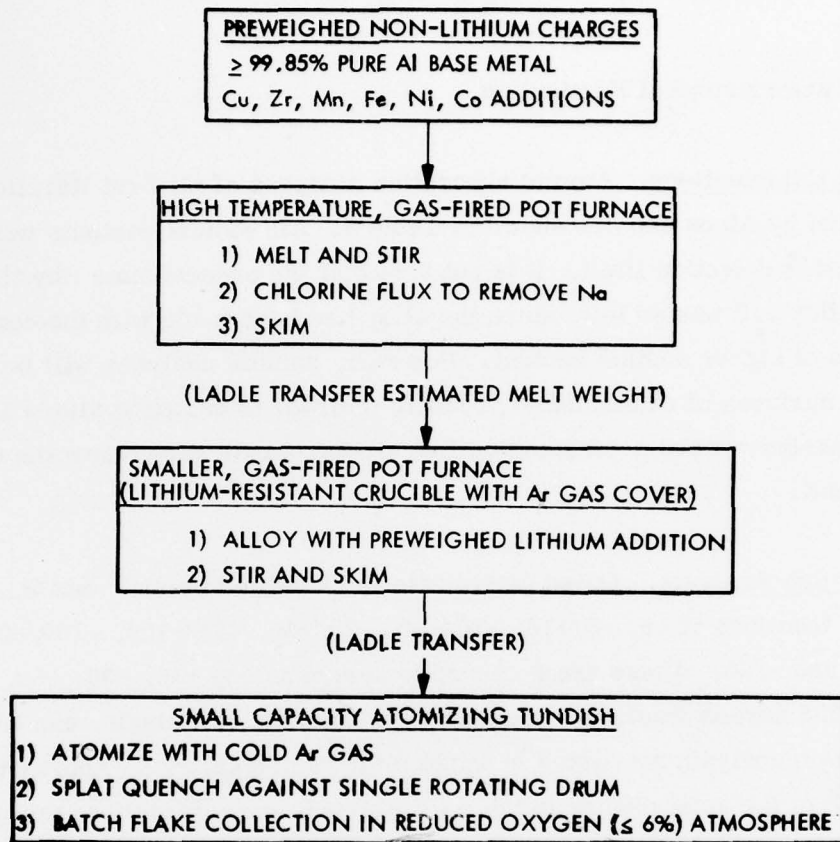 PREWEIGHED NON-LITHIUM CHARGES
≥ 99.85% PURE Al BASE METAL
Cu, Zr, Mn, Fe, Ni, Co ADDITIONS
HIGH TEMPERATURE, GAS-FIRED POT FURNACE
1) MELT AND STIR
2) CHLORINE FLUX TO REMOVE Na
3) SKIM
(LADLE TRANSFER ESTIMATED MELT WEIGHT)
SMALLER, GAS-FIRED POT FURNACE
(LITHIUM-RESISTANT CRUCIBLE WITH Ar GAS COVER)
1) ALLOY WITH PREWEIGHED LITHIUM ADDITION
2) STIR AND SKIM
(LADLE TRANSFER)
SMALL CAPACITY ATOMIZING TUNDISH
1) ATOMIZE WITH COLD Ar GAS
2) SPLAT QUENCH AGAINST SINGLE ROTATING DRUM
3) BATCH FLAKE COLLECTION IN REDUCED OXYGEN (≤ 6%) ATMOSPHERE